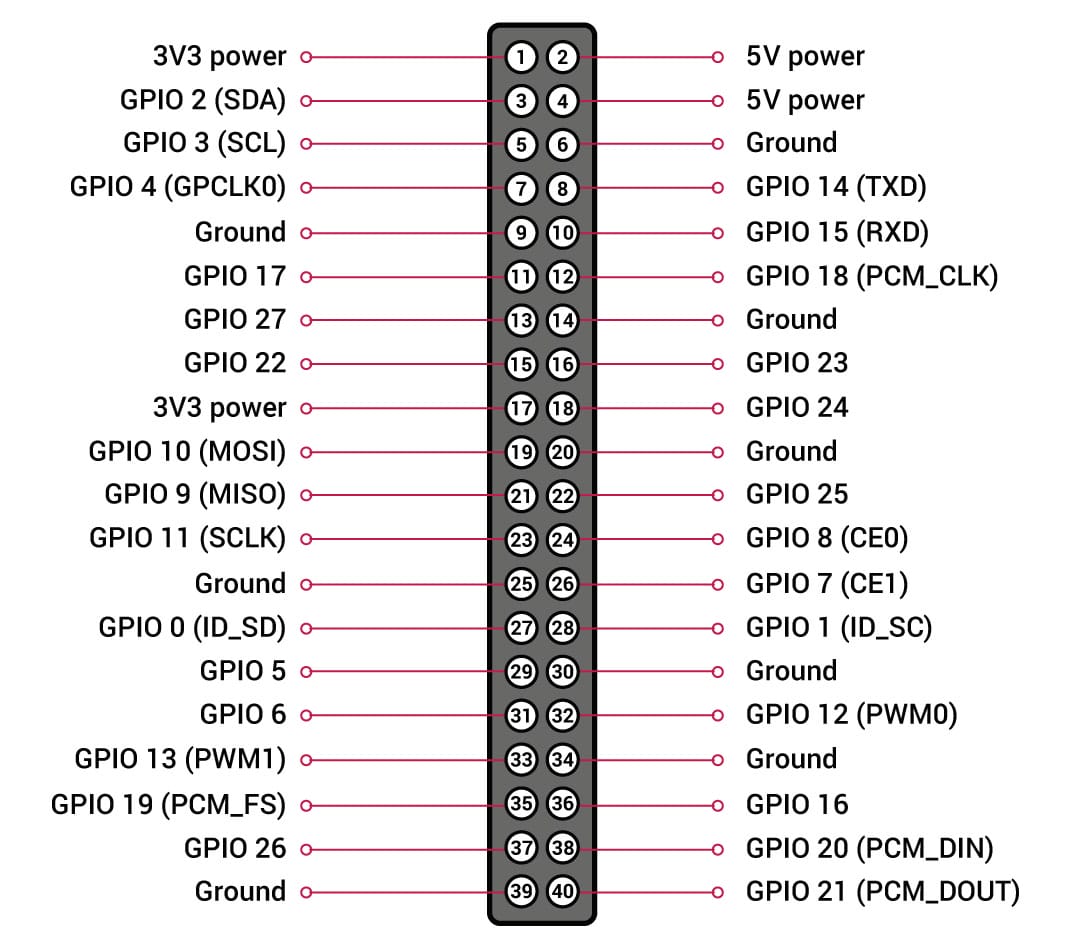 3V3 power 1 2 5V power
GPIO 2 (SDA) 3 4 5V power
GPIO 3 (SCL) 5 6 Ground
GPIO 4 (GPCLK0) 7 8 GPIO 14 (TXD)
Ground 9 10 GPIO 15 (RXD)
GPIO 17 11 12 GPIO 18 (PCM_CLK)
GPIO 27 13 14 Ground
GPIO 22 15 16 GPIO 23
3V3 power 17 18 GPIO 24
GPIO 10 (MOSI) 19 20 Ground
GPIO 9 (MISO) 21 22 GPIO 25
GPIO 11 (SCLK) 23 24 GPIO 8 (CE0)
Ground 25 26 GPIO 7 (CE1)
GPIO 0 (ID_SD) 27 28 GPIO 1 (ID_SC)
GPIO 5 29 30 Ground
GPIO 6 31 32 GPIO 12 (PWM0)
GPIO 13 (PWM1) 33 34 Ground
GPIO 19 (PCM_FS) 35 36 GPIO 16
GPIO 26 37 38 GPIO 20 (PCM_DIN)
Ground 39 40 GPIO 21 (PCM_DOUT)